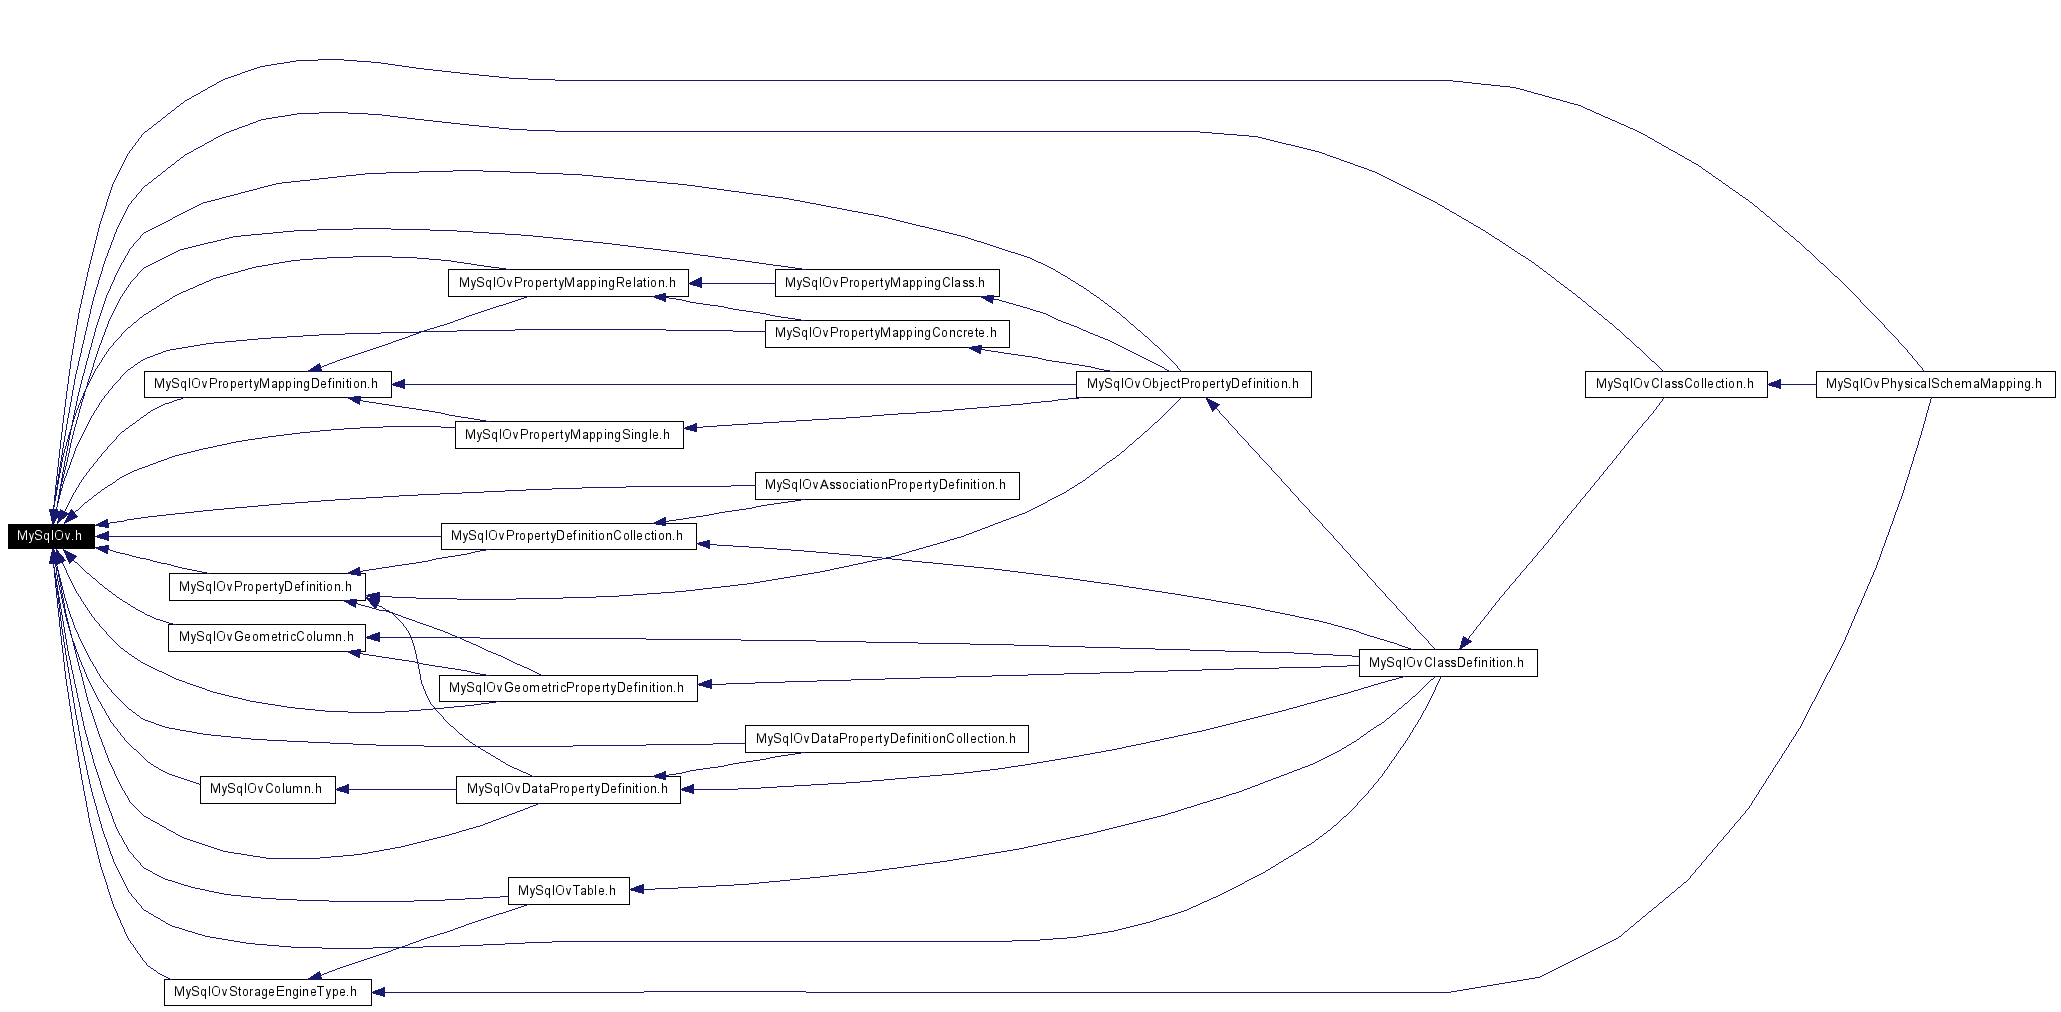 MySqlOvPropertyMappingRelation.h
MySqlOvPropertyMappingClass.h
MySqlOvPropertyMappingConcrete.h
MySqlOvPropertyMappingDefinition.h
MySqlOvObjectPropertyDefinition.h
MySqlOvClassCollection.h
MySqlOvPhysicalSchemaMapping.h
MySqlOvPropertyMappingSingle.h
MySqlOvAssociationPropertyDefinition.h
MySqlOv.h
MySqlOvPropertyDefinitionCollection.h
MySqlOvPropertyDefinition.h
MySqlOvGeometricColumn.h
MySqlOvClassDefinition.h
MySqlOvGeometricPropertyDefinition.h
MySqlOvDataPropertyDefinitionCollection.h
MySqlOvColumn.h
MySqlOvDataPropertyDefinition.h
MySqlOvTable.h
MySqlOvStorageEngineType.h